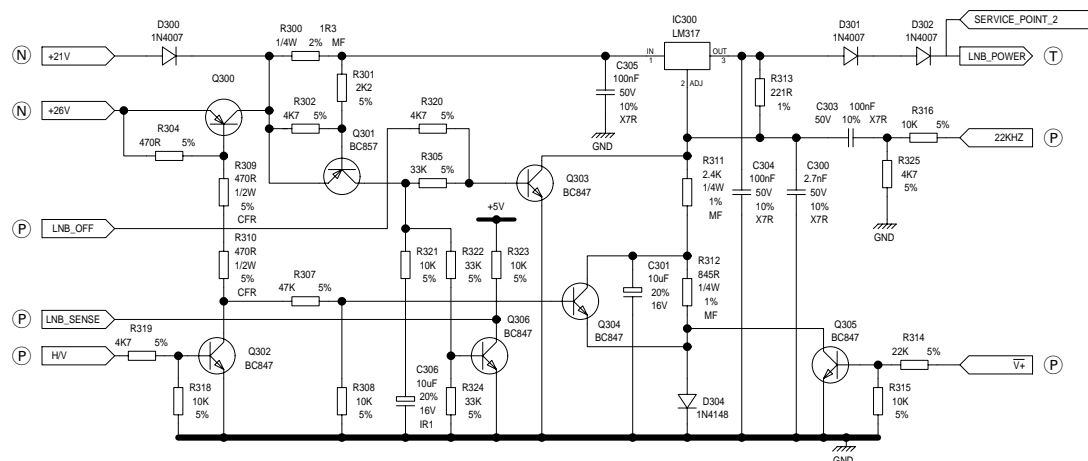 SERVICE_POINT_2
D300
1N4007
R300
1R3
1/4W
2%
MF
IC300
LM317
D301
1N4007
D302
1N4007
N
+21V
IN
1
OUT
3
2
ADJ
LNB_POWER
T
Q300
R301
2K2
5%
C305
100nF
50V
10%
X7R
GND
R313
221R
1%
N
+26V
R302
4K7
5%
R320
4K7
5%
C303
50V
100nF
10%
X7R
R316
10K
5%
22KHZ
P
R304
470R
5%
Q301
BC857
R305
33K
5%
R309
470R
1/2W
5%
CFR
Q303
BC847
R311
2.4K
1/4W
1%
MF
C304
100nF
50V
10%
X7R
C300
2.7nF
50V
10%
X7R
R325
4K7
5%
GND
P
LNB_OFF
+5V
R310
470R
1/2W
5%
CFR
R321
10K
5%
R322
33K
5%
R323
10K
5%
C301
10uF
20%
16V
R312
845R
1/4W
1%
MF
R307
47K
5%
P
LNB_SENSE
Q306
BC847
Q304
BC847
Q305
BC847
R319
4K7
5%
P
H/V
Q302
BC847
R314
22K
5%
V+
P
R318
10K
5%
R308
10K
5%
C306
10uF
20%
16V
IR1
R324
33K
5%
D304
1N4148
R315
10K
5%
GND